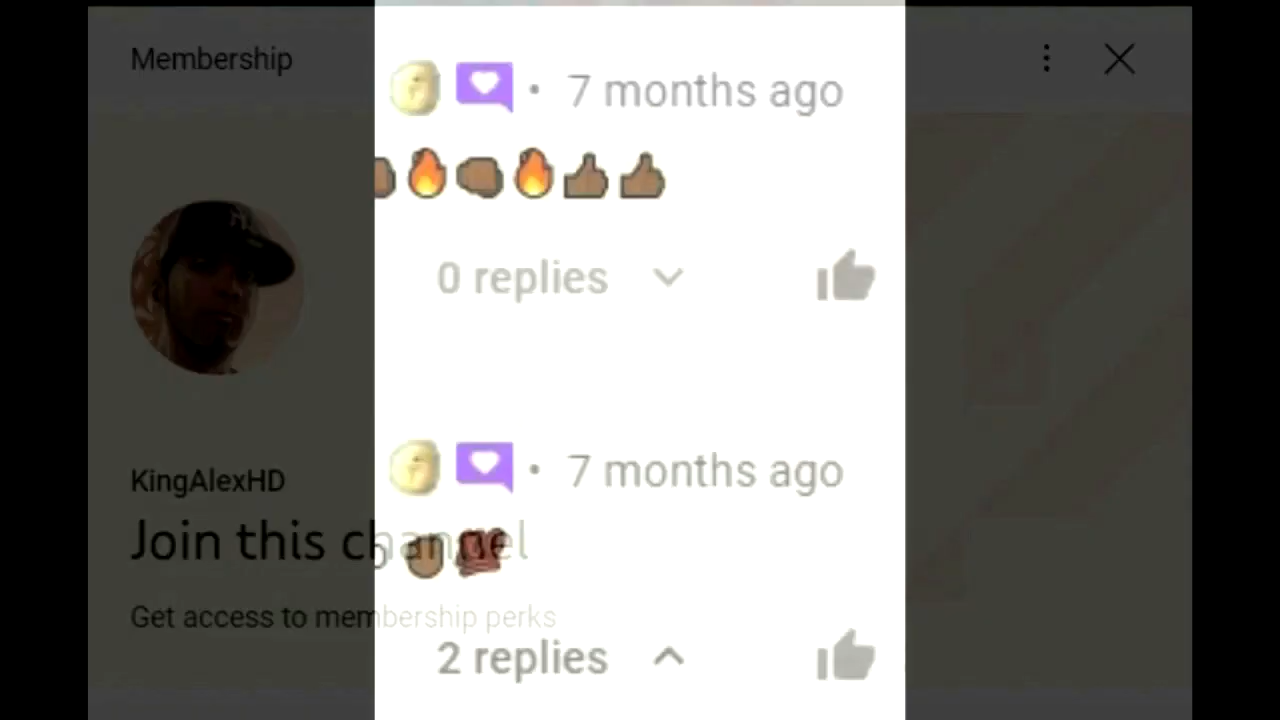 Membership
• 7 months ago
0 replies
• 7 months ago
KingAlexHD
Join this channel
Get access to membership perks
2 replies